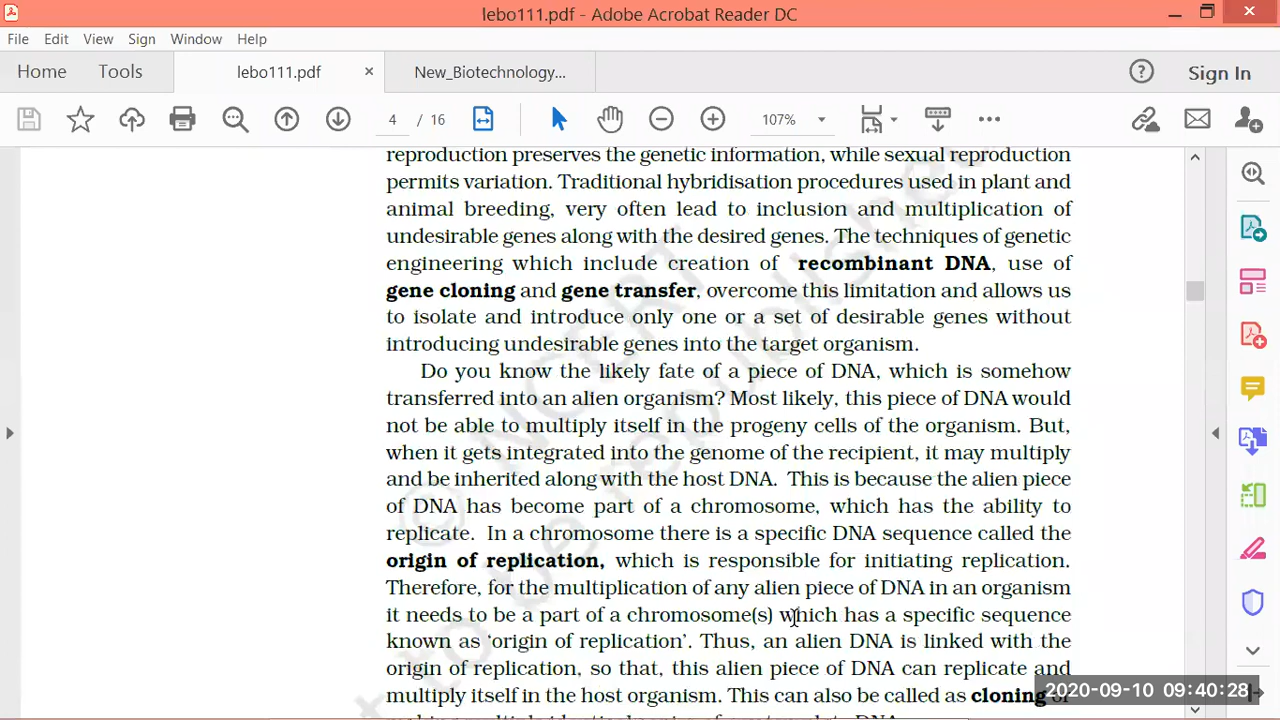 lebo111.pdf - Adobe Acrobat Reader DC
File Edit View Sign Window Help
Home Tools lebo111.pdf × New_Biotechnology... Sign In
4 / 16 107%
reproduction preserves the genetic information, while sexual reproduction
permits variation. Traditional hybridisation procedures used in plant and
animal breeding, very often lead to inclusion and multiplication of
undesirable genes along with the desired genes. The techniques of genetic
engineering which include creation of recombinant DNA, use of
gene cloning and gene transfer, overcome this limitation and allows us
to isolate and introduce only one or a set of desirable genes without
introducing undesirable genes into the target organism.
Do you know the likely fate of a piece of DNA, which is somehow
transferred into an alien organism? Most likely, this piece of DNA would
not be able to multiply itself in the progeny cells of the organism. But,
when it gets integrated into the genome of the recipient, it may multiply
and be inherited along with the host DNA. This is because the alien piece
of DNA has become part of a chromosome, which has the ability to
replicate. In a chromosome there is a specific DNA sequence called the
origin of replication, which is responsible for initiating replication.
Therefore, for the multiplication of any alien piece of DNA in an organism
it needs to be a part of a chromosome(s) which has a specific sequence
known as ‘origin of replication’. Thus, an alien DNA is linked with the
origin of replication, so that, this alien piece of DNA can replicate and
multiply itself in the host organism. This can also be called as cloning
© NCERT
be republished
2020-09-10 09:40:28